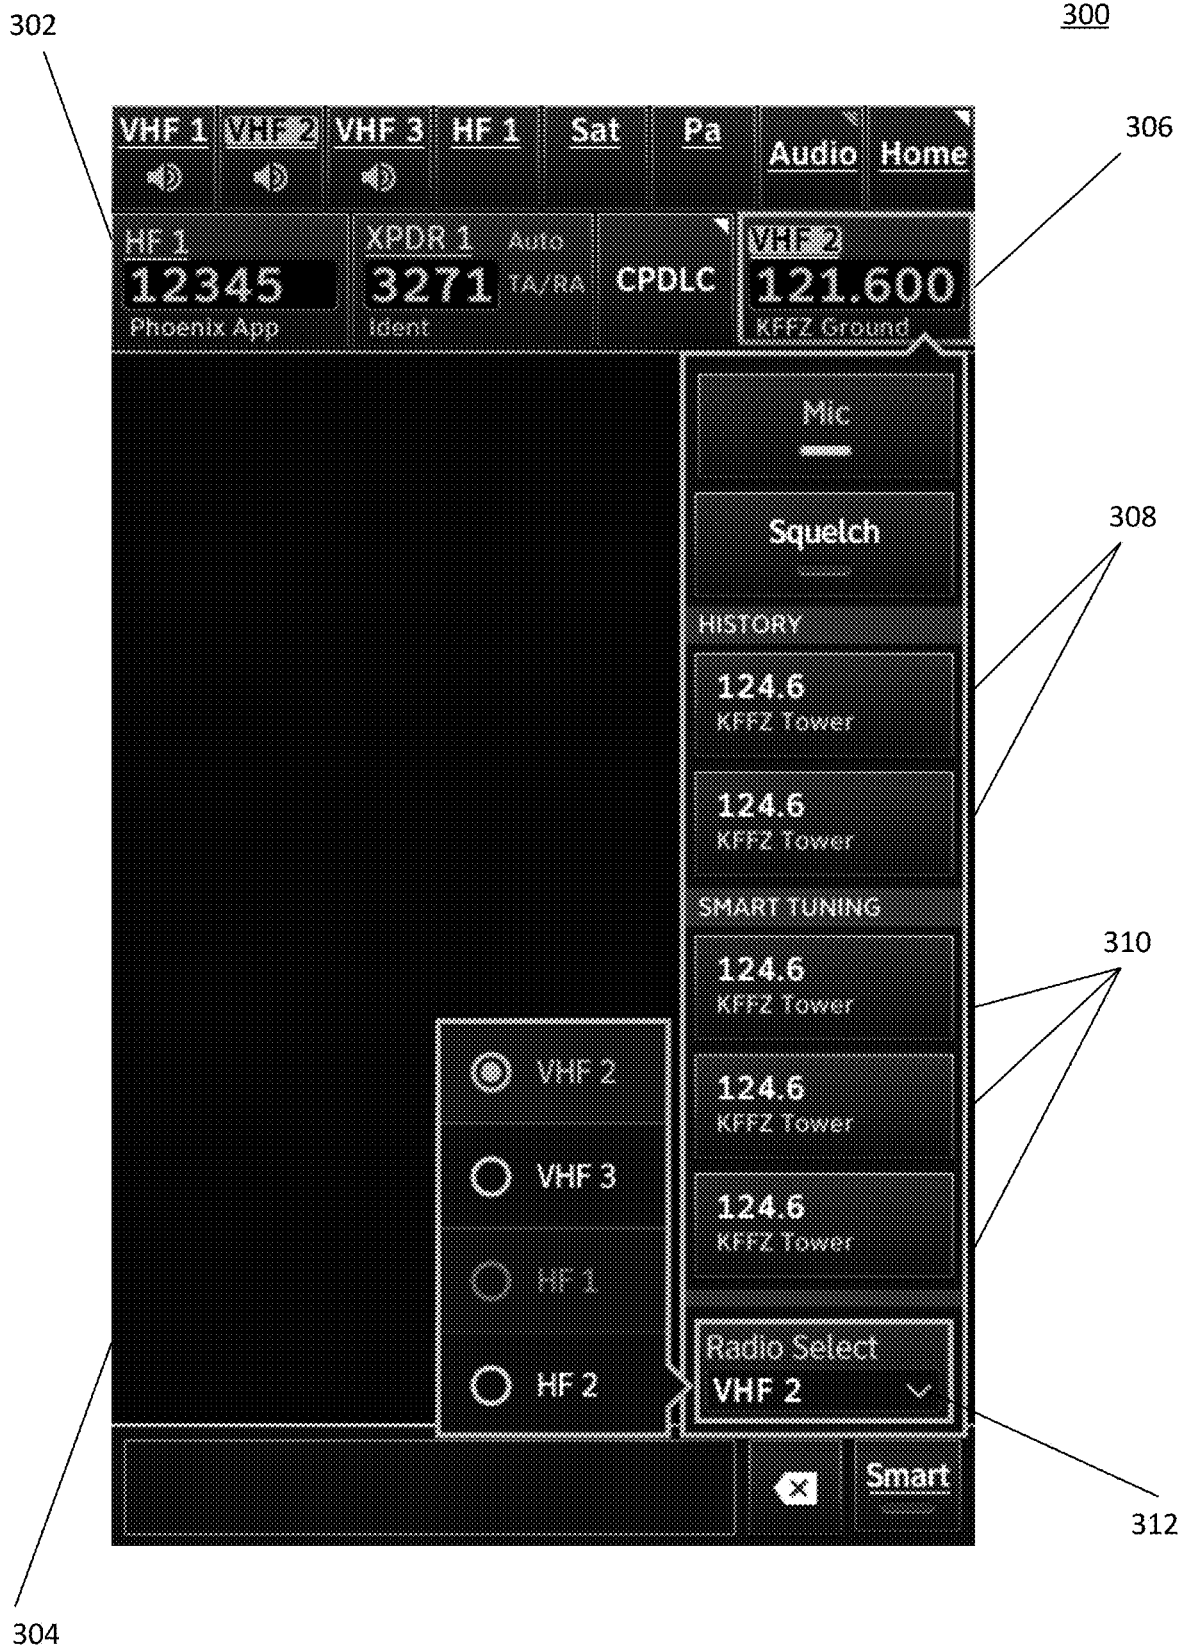 300
302
306
VHF 1 VHF 2 VHF 3 HF 1 Sat Pa Audio Home
HF 1
12345
Phoenix App
XPDR 1 Auto
3271 TA/RA
Ident
CPDLC
VHF 2
121.600
KFFZ Ground
Mic
Squelch
308
HISTORY
124.6
KFFZ Tower
124.6
KFFZ Tower
SMART TUNING
310
124.6
KFFZ Tower
124.6
KFFZ Tower
124.6
KFFZ Tower
VHF 2
VHF 3
HF 1
HF 2
Radio Select
VHF 2
Smart
312
304